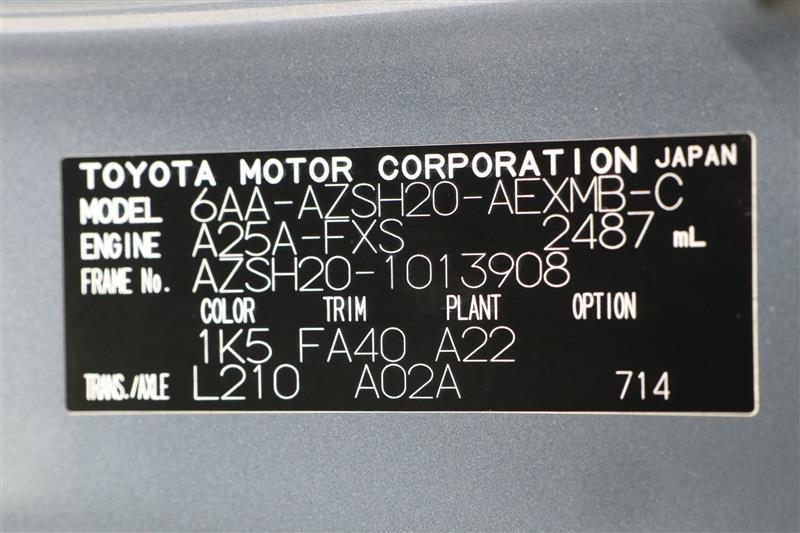 TOYOTA MOTOR CORPORATION JAPAN
MODEL 6AA-AZSH20-AEXMB-C
ENGINE A25A-FXS 2487 mL
FRAME No. AZSH20-1013908
COLOR TRIM PLANT OPTION
1K5 FA40 A22
TRANS./AXLE L210 A02A 714